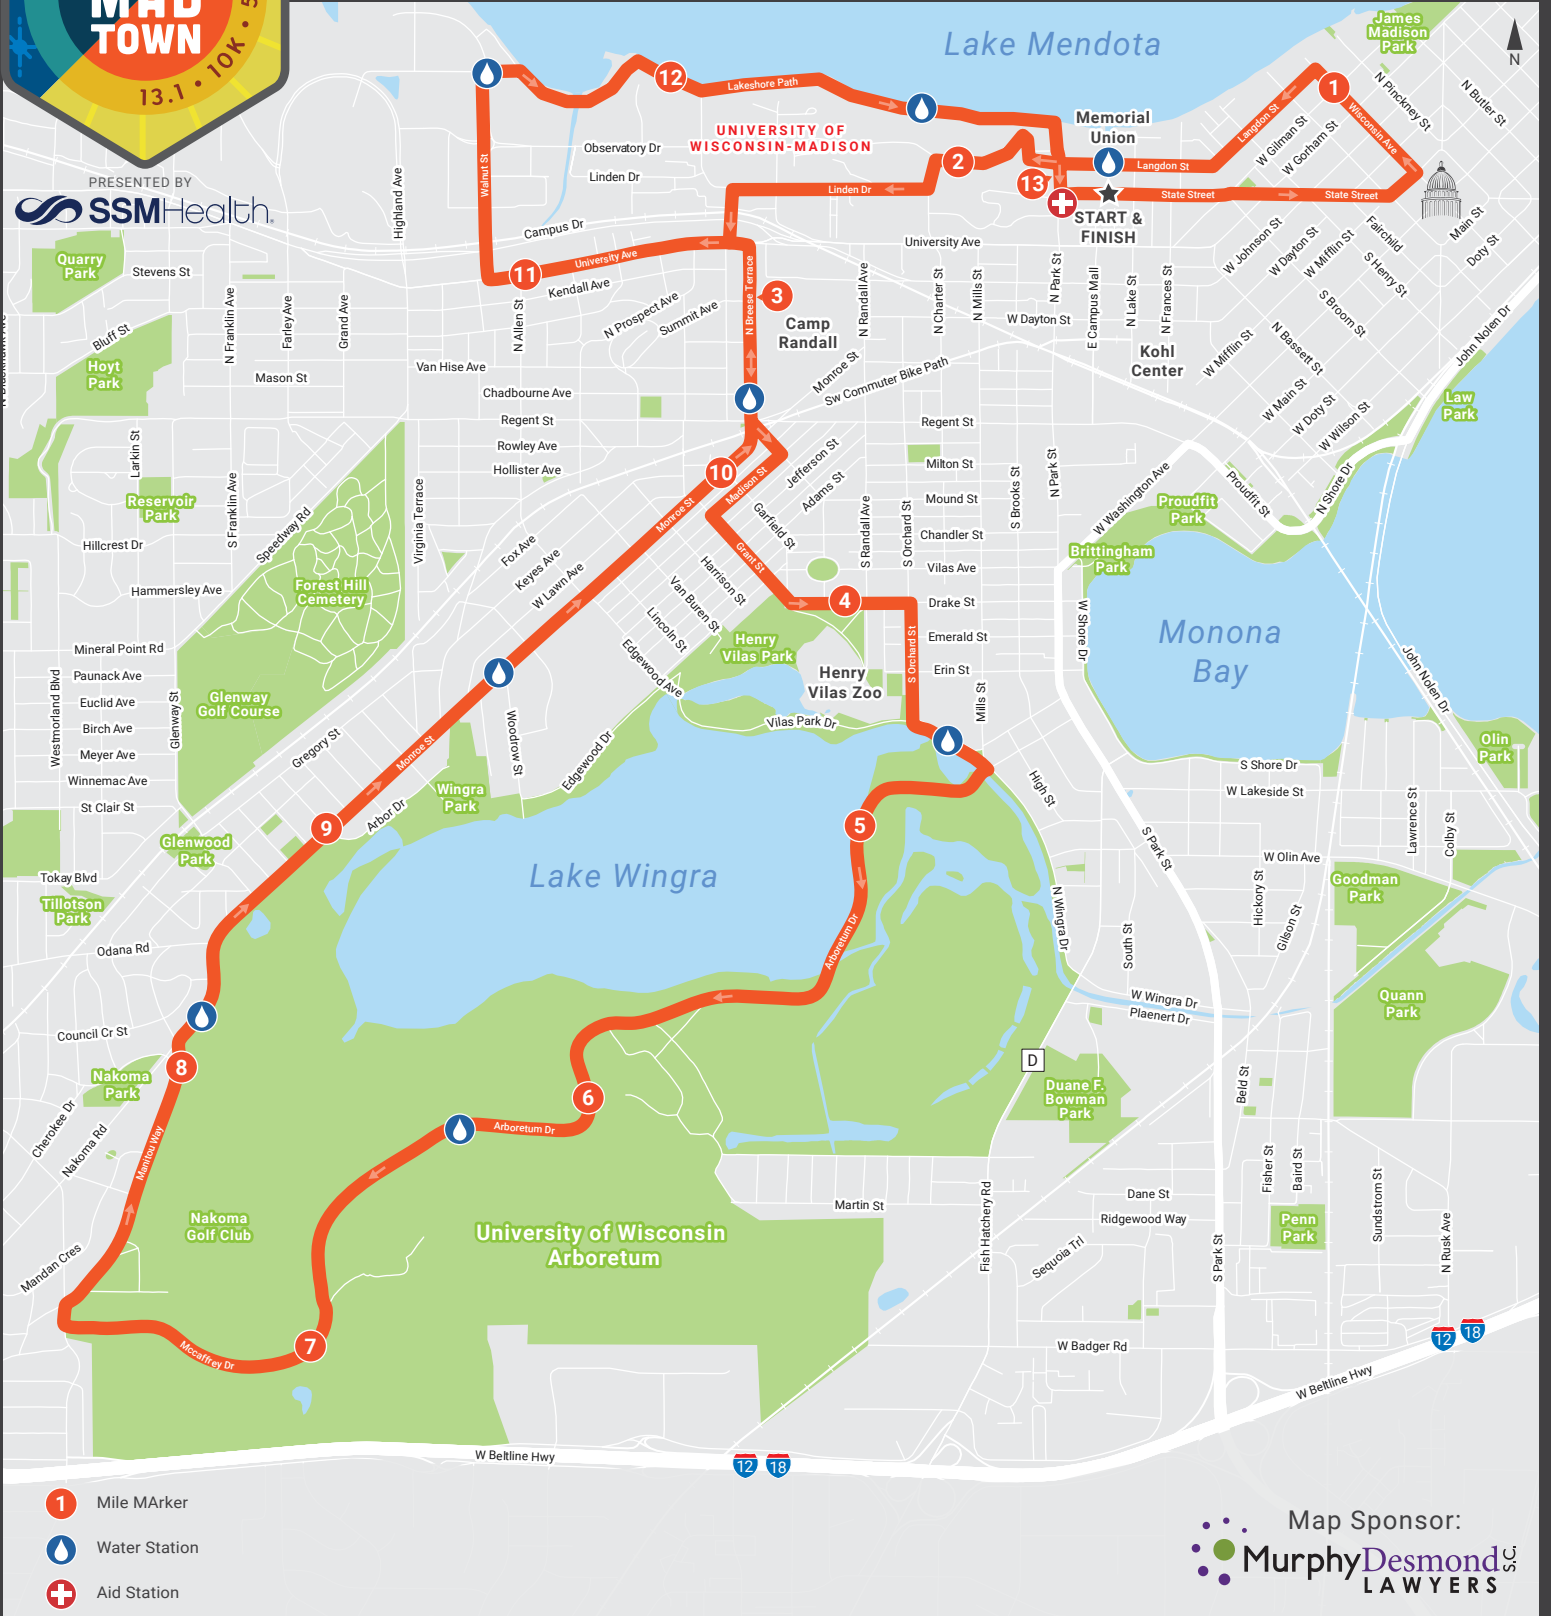 MAD
TOWN
13.1 • 10K • 5
PRESENTED BY
SSMHealth.
Lake Mendota
James
Madison
Park
N
N Pinckney St
N Butler St
Wisconsin Ave
Langdon St
W Gilman St
W Gorham St
1
Memorial
Union
Langdon St
State Street
State Street
START &
FINISH
13
2
12
Lakeshore Path
UNIVERSITY OF
WISCONSIN-MADISON
Observatory Dr
Linden Dr
Linden Dr
Walnut St
Highland Ave
Campus Dr
University Ave
University Ave
11
Kendall Ave
N Allen St
N Prospect Ave
Summit Ave
N Breese Terrace
3
Camp
Randall
N Randall Ave
N Charter St
N Mills St
N Park St
E Campus Mall
N Lake St
N Frances St
W Dayton St
Kohl
Center
W Johnson St
W Dayton St
W Mifflin St
Fairchild
S Henry St
Main St
Doty St
S Broom St
N Bassett St
W Mifflin St
W Main St
W Doty St
W Wilson St
John Nolen Dr
Law
Park
Quarry
Park
Stevens St
Bluff St
Hoyt
Park
N Franklin Ave
Farley Ave
Grand Ave
Mason St
Van Hise Ave
Chadbourne Ave
Regent St
Rowley Ave
Hollister Ave
Monroe St
Sw Commuter Bike Path
Regent St
Milton St
Mound St
Chandler St
Vilas Ave
Drake St
Emerald St
Erin St
S Brooks St
N Park St
W Washington Ave
Proudfit St
N Shore Dr
Proudfit
Park
Brittingham
Park
Monona
Bay
W Shore Dr
John Nolen Dr
Larkin St
Reservoir
Park
S Franklin Ave
Speedway Rd
Hillcrest Dr
Hammersley Ave
Forest Hill
Cemetery
Virginia Terrace
Fox Ave
Keyes Ave
W Lawn Ave
10
Monroe St
Madison St
Jefferson St
Adams St
Garfield St
Grant St
Harrison St
Van Buren St
Lincoln St
Edgewood Ave
S Randall Ave
S Orchard St
4
Henry
Vilas Park
Henry
Vilas Zoo
S Orchard St
Mills St
Vilas Park Dr
Mineral Point Rd
Paunack Ave
Euclid Ave
Birch Ave
Meyer Ave
Winnemac Ave
St Clair St
Westmorland Blvd
Glenway St
Glenway
Golf Course
Gregory St
Monroe St
Woodrow St
Edgewood Dr
Wingra
Park
Arbor Dr
9
Glenwood
Park
Tokay Blvd
Tillotson
Park
Odana Rd
Lake Wingra
5
Arboretum Dr
High St
S Shore Dr
W Lakeside St
Olin
Park
S Park St
Lawrence St
Colby St
W Olin Ave
Goodman
Park
Hickory St
Gilson St
N Wingra Dr
South St
W Wingra Dr
Plaenert Dr
Quann
Park
Council Cr St
8
Nakoma
Park
Cherokee Dr
Nakoma Rd
Manitou Way
6
Arboretum Dr
D
Duane F.
Bowman
Park
Beld St
Fisher St
Baird St
Penn
Park
Sundstrom St
N Rusk Ave
Martin St
Dane St
Ridgewood Way
Sequoia Trl
Fish Hatchery Rd
S Park St
Nakoma
Golf Club
University of Wisconsin
Arboretum
Mandan Cres
7
Mccaffrey Dr
W Badger Rd
12
18
W Beltline Hwy
W Beltline Hwy
12
18
1 Mile MArker
Water Station
Aid Station
Map Sponsor:
MurphyDesmond S.C.
LAWYERS